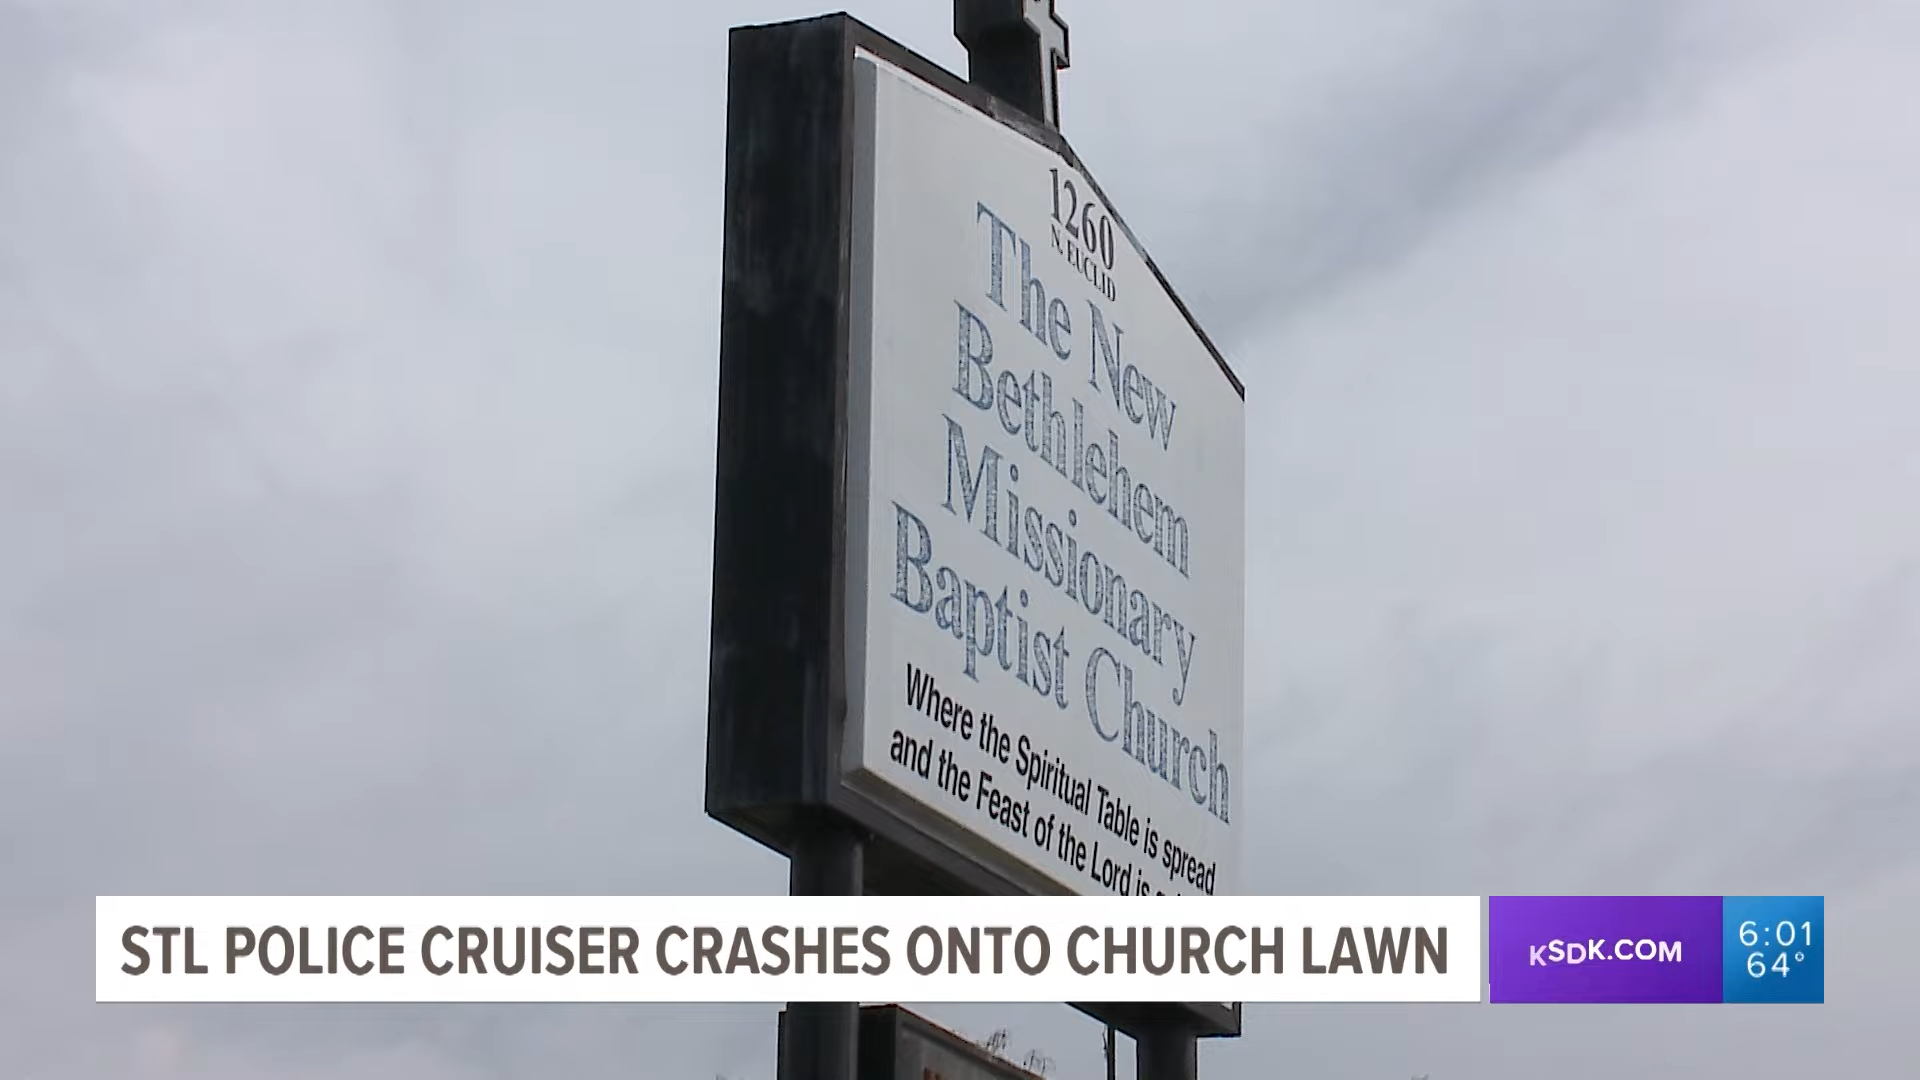 1260
N. EUCLID
The New
Bethlehem
Missionary
Baptist Church
Where the Spiritual Table is spread
and the Feast of the Lord is
STL POLICE CRUISER CRASHES ONTO CHURCH LAWN
KSDK.COM
6:01
64°